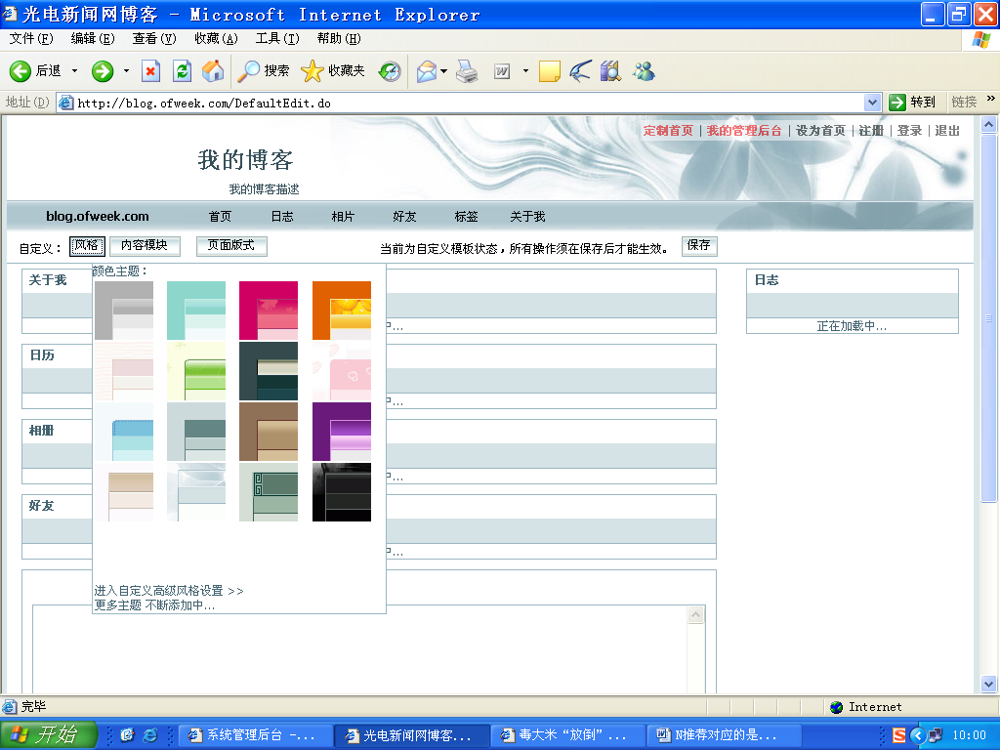 光电新闻网博客 - Microsoft Internet Explorer
文件(F) 编辑(E) 查看(V) 收藏(A) 工具(T) 帮助(H)
后退 搜索 收藏夹
地址(D) http://blog.ofweek.com/DefaultEdit.do 转到 链接 »
定制首页 | 我的管理后台 | 设为首页 | 注册 | 登录 | 退出
我的博客
我的博客描述
blog.ofweek.com 首页 日志 相片 好友 标签 关于我
自定义： 风格 内容模块 页面版式 当前为自定义模板状态，所有操作须在保存后才能生效。 保存
颜色主题：
关于我
日志
...
正在加载中...
日历
...
相册
...
好友
...
进入自定义高级风格设置 >>
更多主题 不断添加中...
完毕 Internet
开始 系统管理后台 -... 光电新闻网博客... 毒大米“放倒”... N推荐对应的是... 10:00